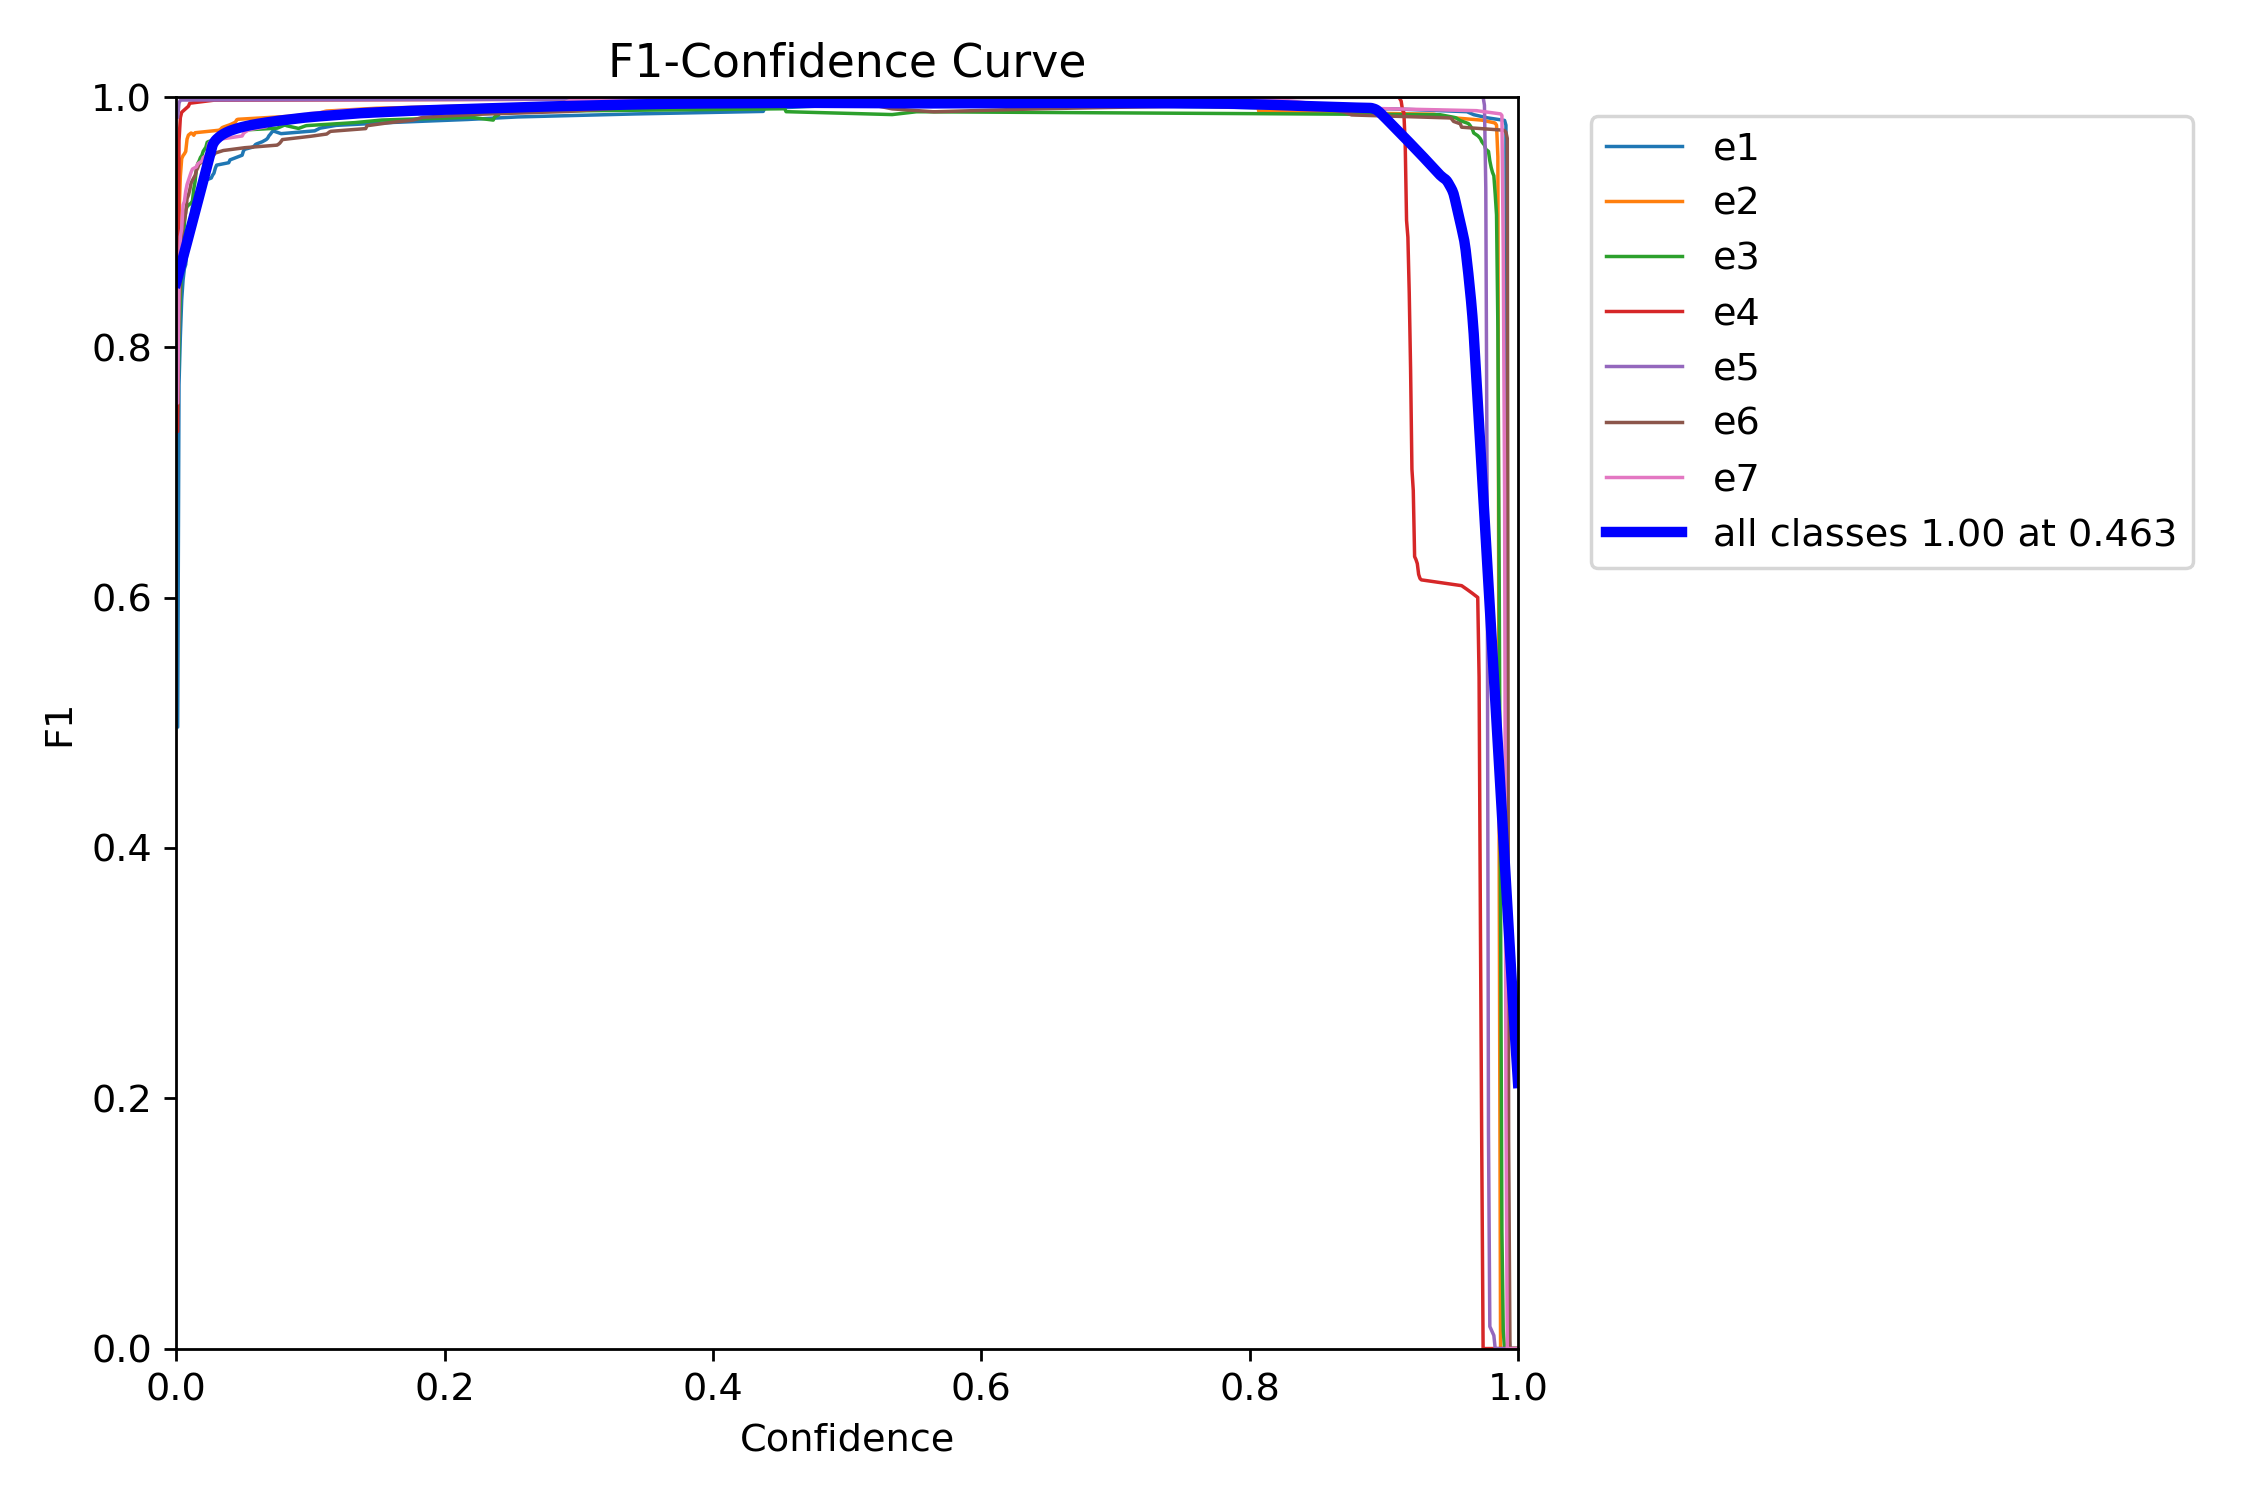 F1-Confidence Curve
1.0
0.8
0.6
0.4
0.2
0.0
F1
0.0 0.2 0.4 0.6 0.8 1.0
Confidence
e1
e2
e3
e4
e5
e6
e7
all classes 1.00 at 0.463